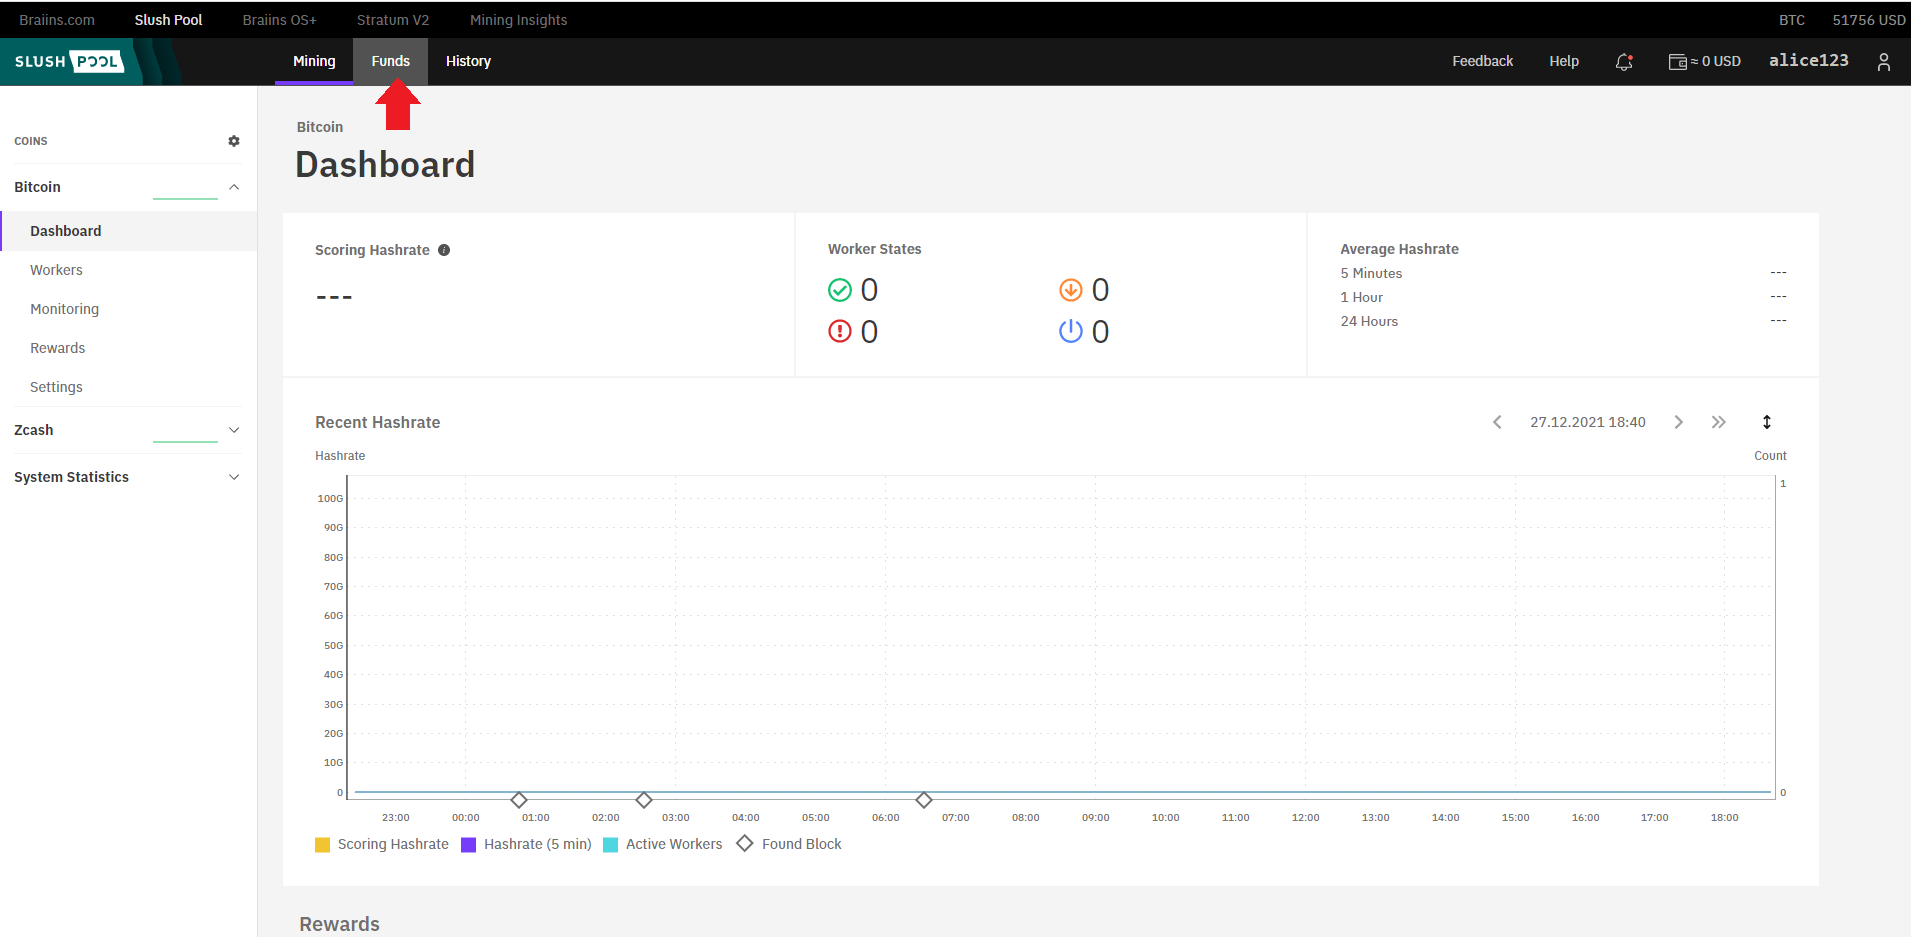 Braiins.com Slush Pool Braiins OS+ Stratum V2 Mining Insights BTC 51756 USD
SLUSH POOL Mining Funds History Feedback Help ≈ 0 USD alice123
COINS
Bitcoin
Dashboard
Workers
Monitoring
Rewards
Settings
Zcash
System Statistics
Bitcoin
Dashboard
Scoring Hashrate i
---
Worker States
0 0
0 0
Average Hashrate
5 Minutes ---
1 Hour ---
24 Hours ---
Recent Hashrate 27.12.2021 18:40
Hashrate Count
1
100G
90G
80G
70G
60G
50G
40G
30G
20G
10G
0 0
23:00 00:00 01:00 02:00 03:00 04:00 05:00 06:00 07:00 08:00 09:00 10:00 11:00 12:00 13:00 14:00 15:00 16:00 17:00 18:00
Scoring Hashrate Hashrate (5 min) Active Workers Found Block
Rewards